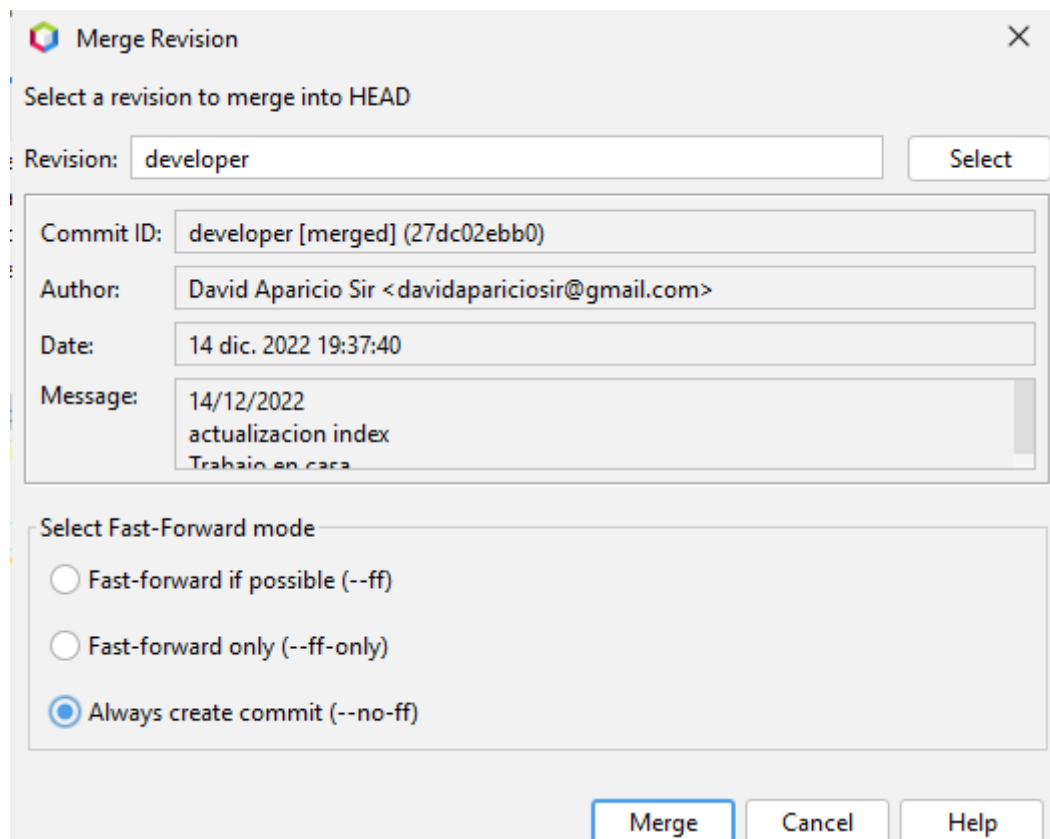 Merge Revision
Select a revision to merge into HEAD
Revision: developer Select
Commit ID: developer [merged] (27dc02ebb0)
Author: David Aparicio Sir <davidapariciosir@gmail.com>
Date: 14 dic. 2022 19:37:40
Message: 14/12/2022
actualizacion index
Trabajo en casa
Select Fast-Forward mode
Fast-forward if possible (--ff)
Fast-forward only (--ff-only)
Always create commit (--no-ff)
Merge Cancel Help